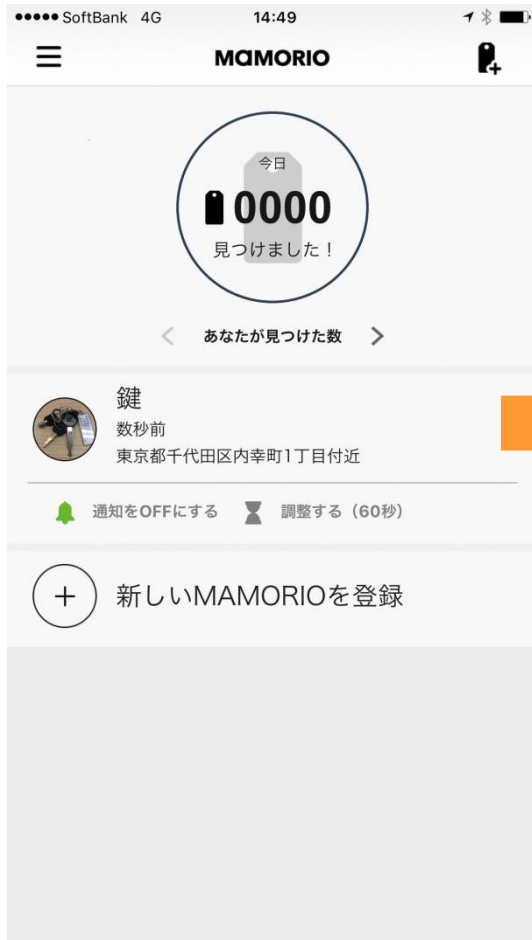 SoftBank 4G 14:49
MAMORIO
今日
0000
見つけました！
あなたが見つけた数
鍵
数秒前
東京都千代田区内幸町1丁目付近
通知をOFFにする 調整する（60秒）
新しいMAMORIOを登録